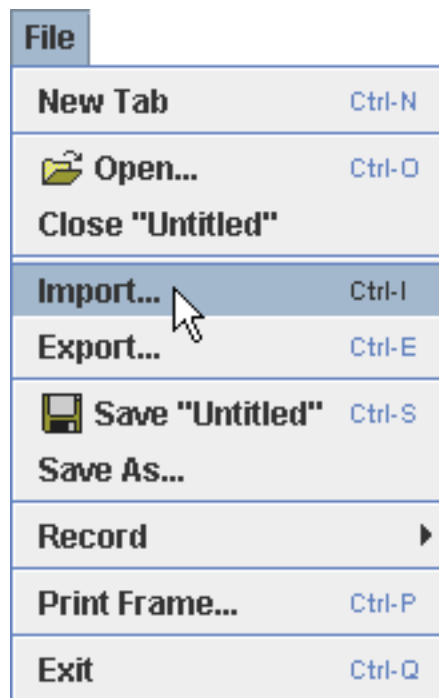 File
New Tab Ctrl-N
Open... Ctrl-O
Close "Untitled"
Import... Ctrl-I
Export... Ctrl-E
Save "Untitled" Ctrl-S
Save As...
Record
Print Frame... Ctrl-P
Exit Ctrl-Q